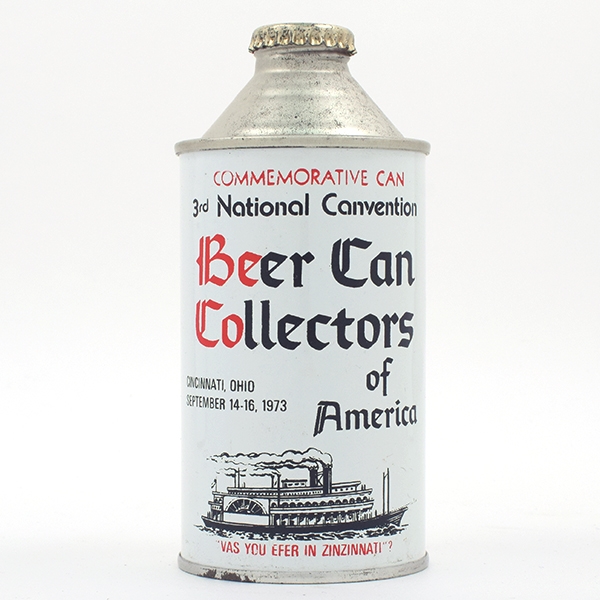 COMMEMORATIVE CAN
3rd National Canvention
Beer Can
Collectors
of
America
CINCINNATI, OHIO
SEPTEMBER 14-16, 1973
"VAS YOU EFER IN ZINZINNATI"?